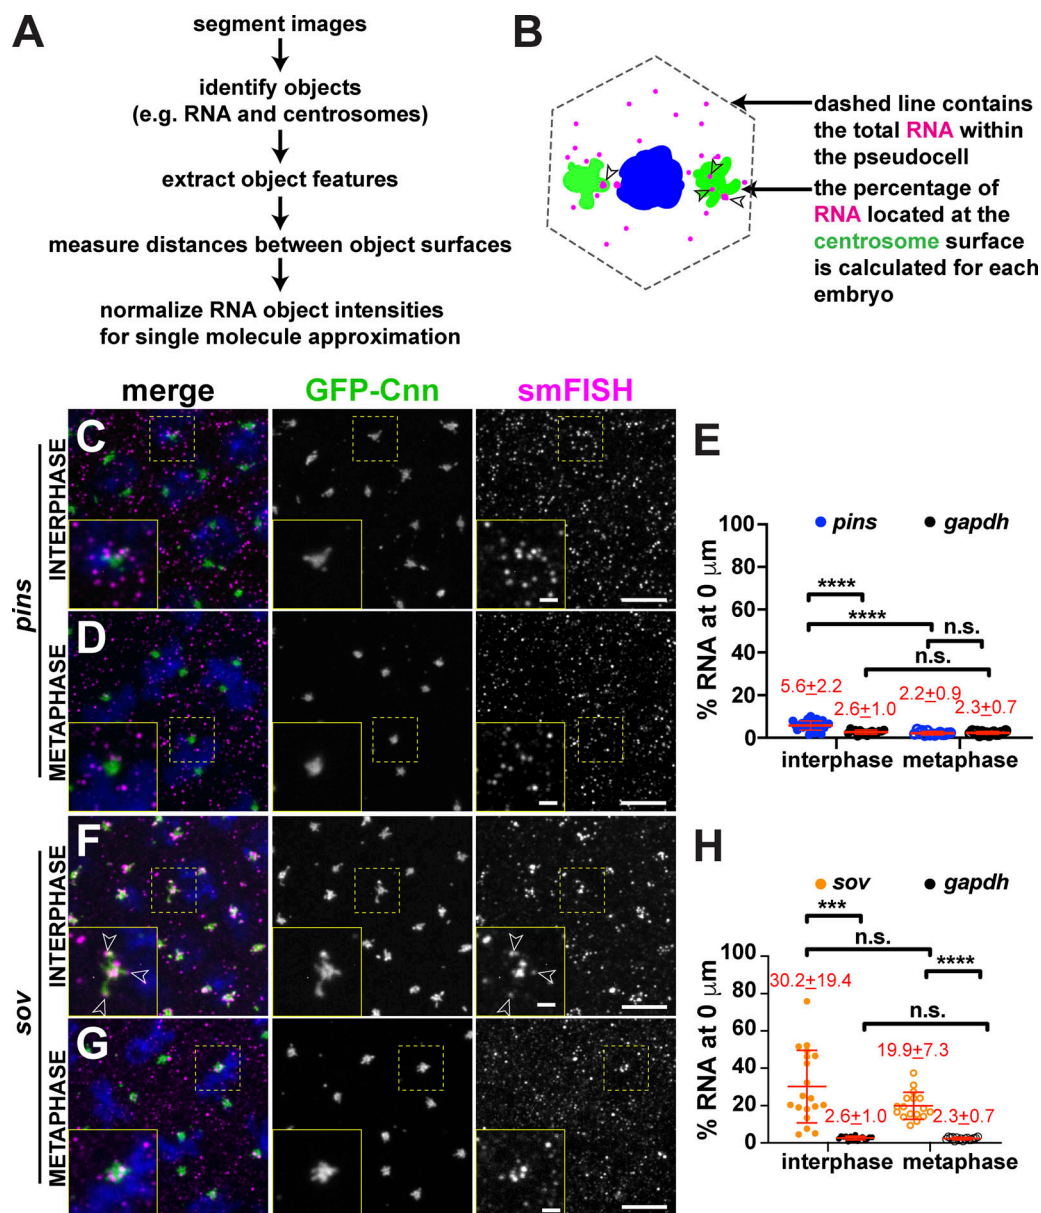 A
segment images
identify objects
(e.g. RNA and centrosomes)
extract object features
measure distances between object surfaces
normalize RNA object intensities
for single molecule approximation
B
dashed line contains
the total RNA within
the pseudocell
the percentage of
RNA located at the
centrosome surface
is calculated for each
embryo
merge
GFP-Cnn
smFISH
pins
INTERPHASE
C
METAPHASE
D
sov
INTERPHASE
F
METAPHASE
G
E
pins
gapdh
% RNA at 0 μm
100
80
60
40
20
0
****
****
n.s.
n.s.
5.6±2.2
2.6±1.0
2.2±0.9
2.3±0.7
interphase
metaphase
H
sov
gapdh
% RNA at 0 μm
100
80
60
40
20
0
***
n.s.
****
n.s.
30.2±19.4
2.6±1.0
19.9±7.3
2.3±0.7
interphase
metaphase